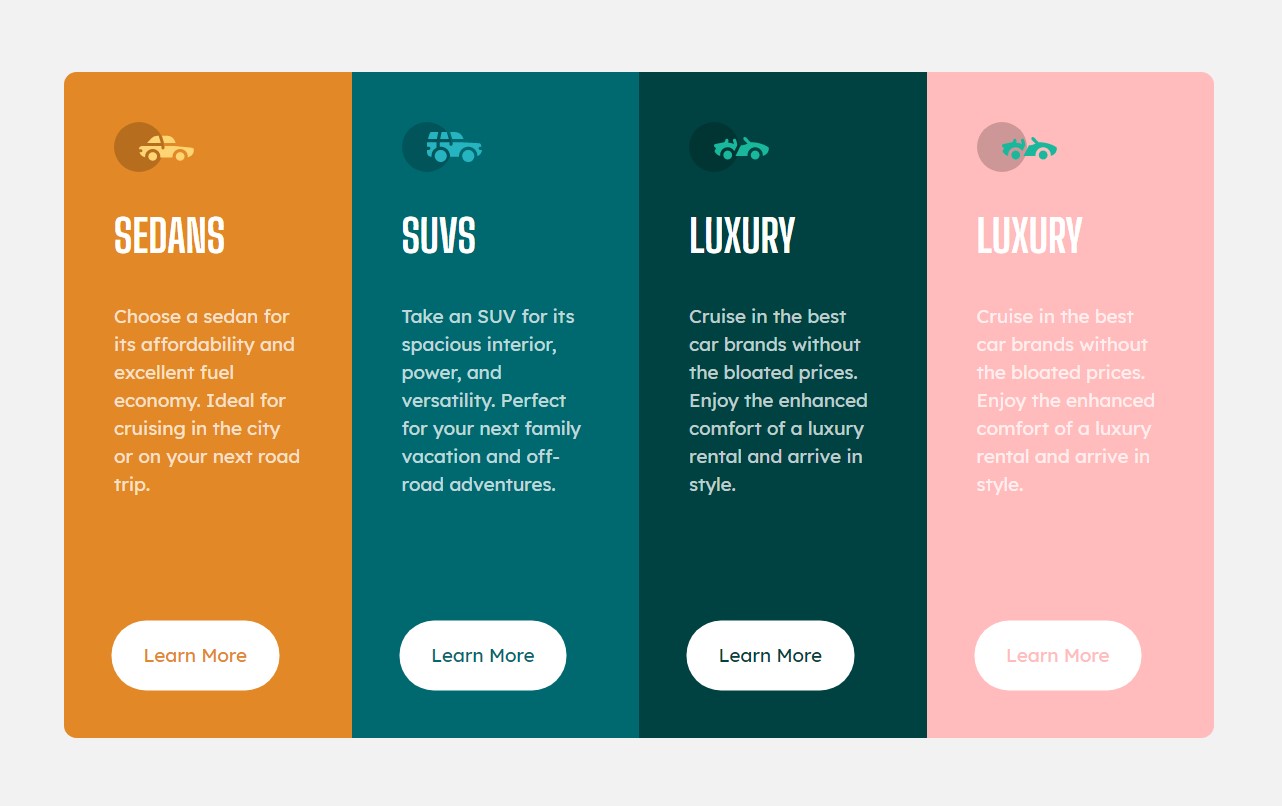 SEDANS
Choose a sedan for
its affordability and
excellent fuel
economy. Ideal for
cruising in the city
or on your next road
trip.
Learn More
SUVS
Take an SUV for its
spacious interior,
power, and
versatility. Perfect
for your next family
vacation and off-
road adventures.
Learn More
LUXURY
Cruise in the best
car brands without
the bloated prices.
Enjoy the enhanced
comfort of a luxury
rental and arrive in
style.
Learn More
LUXURY
Cruise in the best
car brands without
the bloated prices.
Enjoy the enhanced
comfort of a luxury
rental and arrive in
style.
Learn More